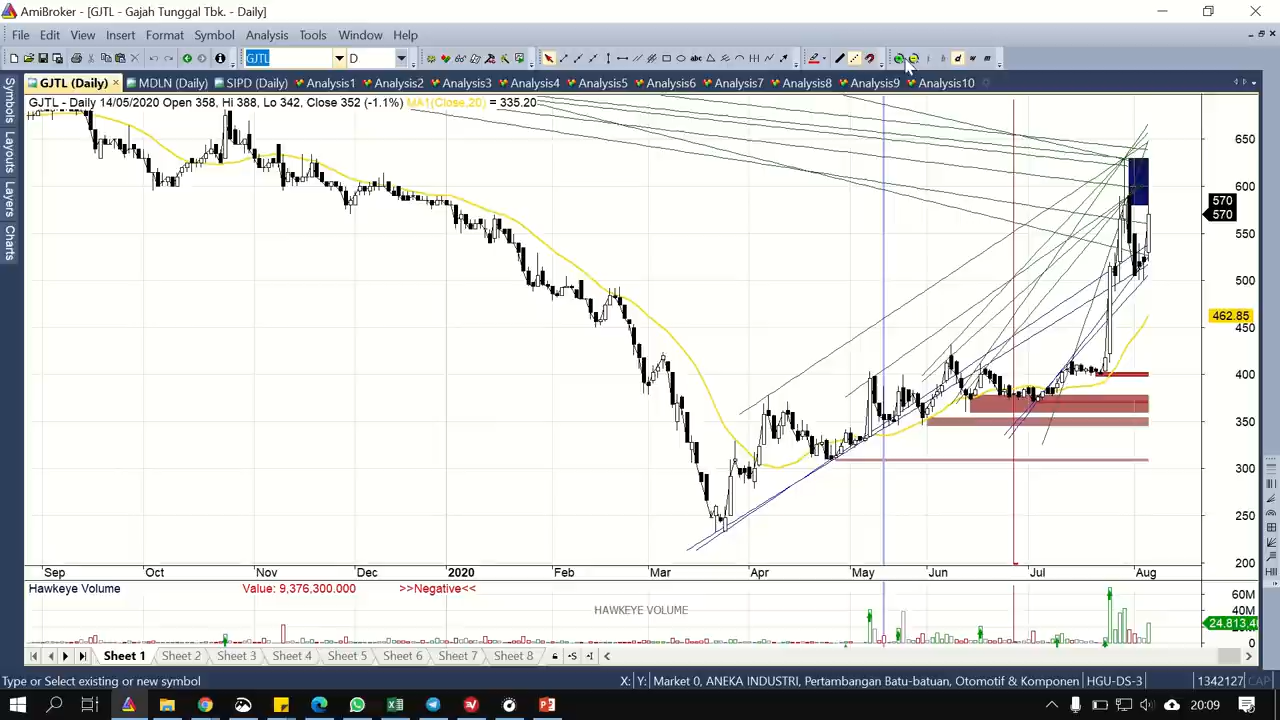 AmiBroker - [GJTL - Gajah Tunggal Tbk. - Daily]
File Edit View Insert Format Symbol Analysis Tools Window Help
GJTL D
GJTL (Daily) MDLN (Daily) SIPD (Daily) Analysis1 Analysis2 Analysis3 Analysis4 Analysis5 Analysis6 Analysis7 Analysis8 Analysis9 Analysis10
Symbols
Layouts
Layers
Charts
GJTL - Daily 14/05/2020 Open 358, Hi 388, Lo 342, Close 352 (-1.1%) MA1(Close,20) = 335.20
650
600
570
570
550
500
462.85
450
400
350
300
250
200
Sep Oct Nov Dec 2020 Feb Mar Apr May Jun Jul Aug
Hawkeye Volume Value: 9,376,300.000 >>Negative<<
HAWKEYE VOLUME
60M
40M
Sheet 1 Sheet 2 Sheet 3 Sheet 4 Sheet 5 Sheet 6 Sheet 7 Sheet 8
Type or Select existing or new symbol X: Y: Market 0, ANEKA INDUSTRI, Pertambangan Batu-batuan, Otomotif & Komponen HGU-DS-3 1342127 CAP
20:09